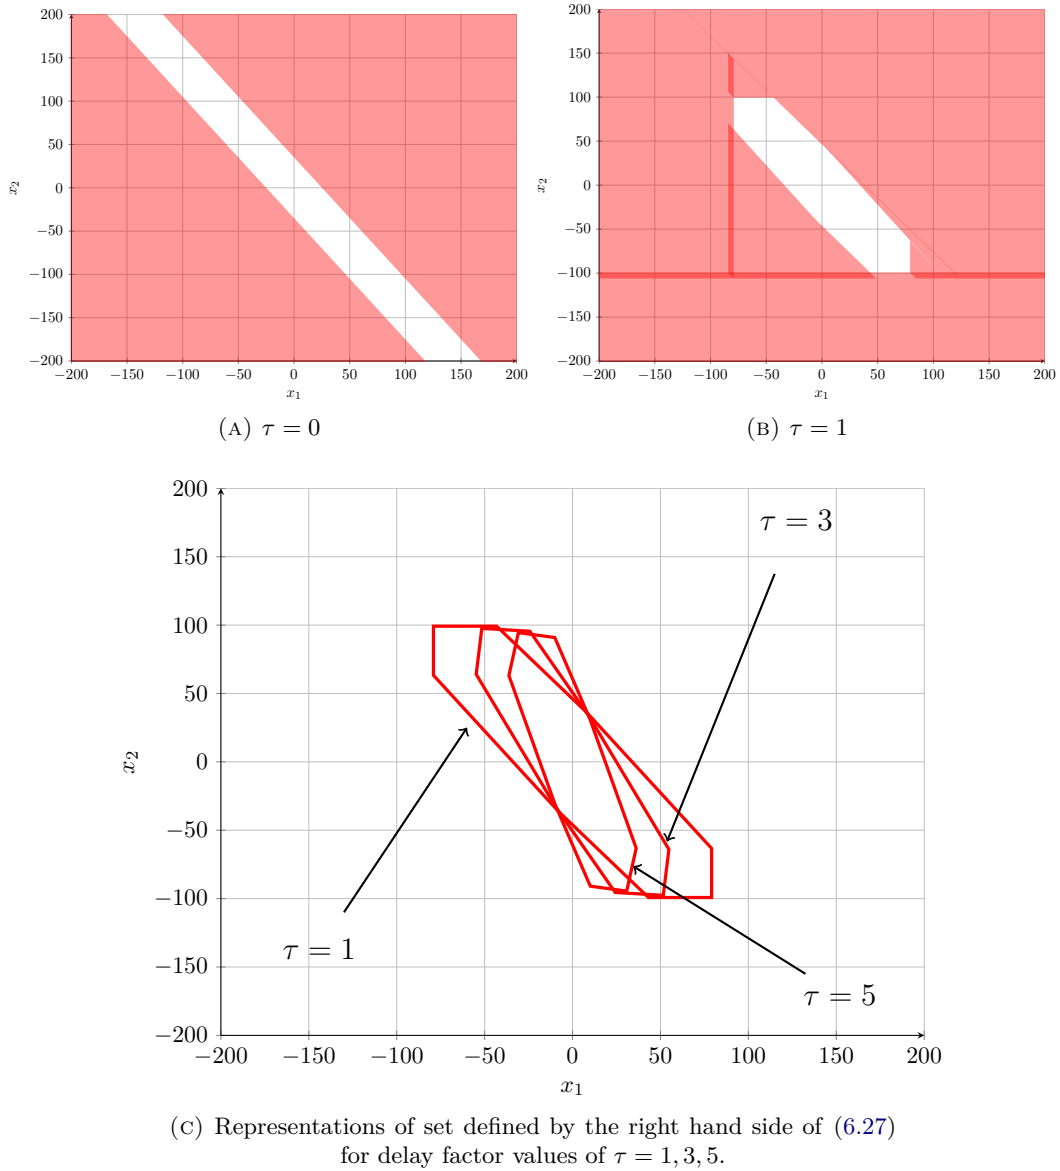 200
150
100
50
0
−50
−100
−150
−200
x2
−200 −150 −100 −50 0 50 100 150 200
x1
(A) τ = 0
200
150
100
50
0
−50
−100
−150
−200
x2
−200 −150 −100 −50 0 50 100 150 200
x1
(B) τ = 1
200
150
100
50
0
−50
−100
−150
−200
x2
τ = 3
τ = 1
τ = 5
−200 −150 −100 −50 0 50 100 150 200
x1
(C) Representations of set defined by the right hand side of (6.27)
for delay factor values of τ = 1, 3, 5.